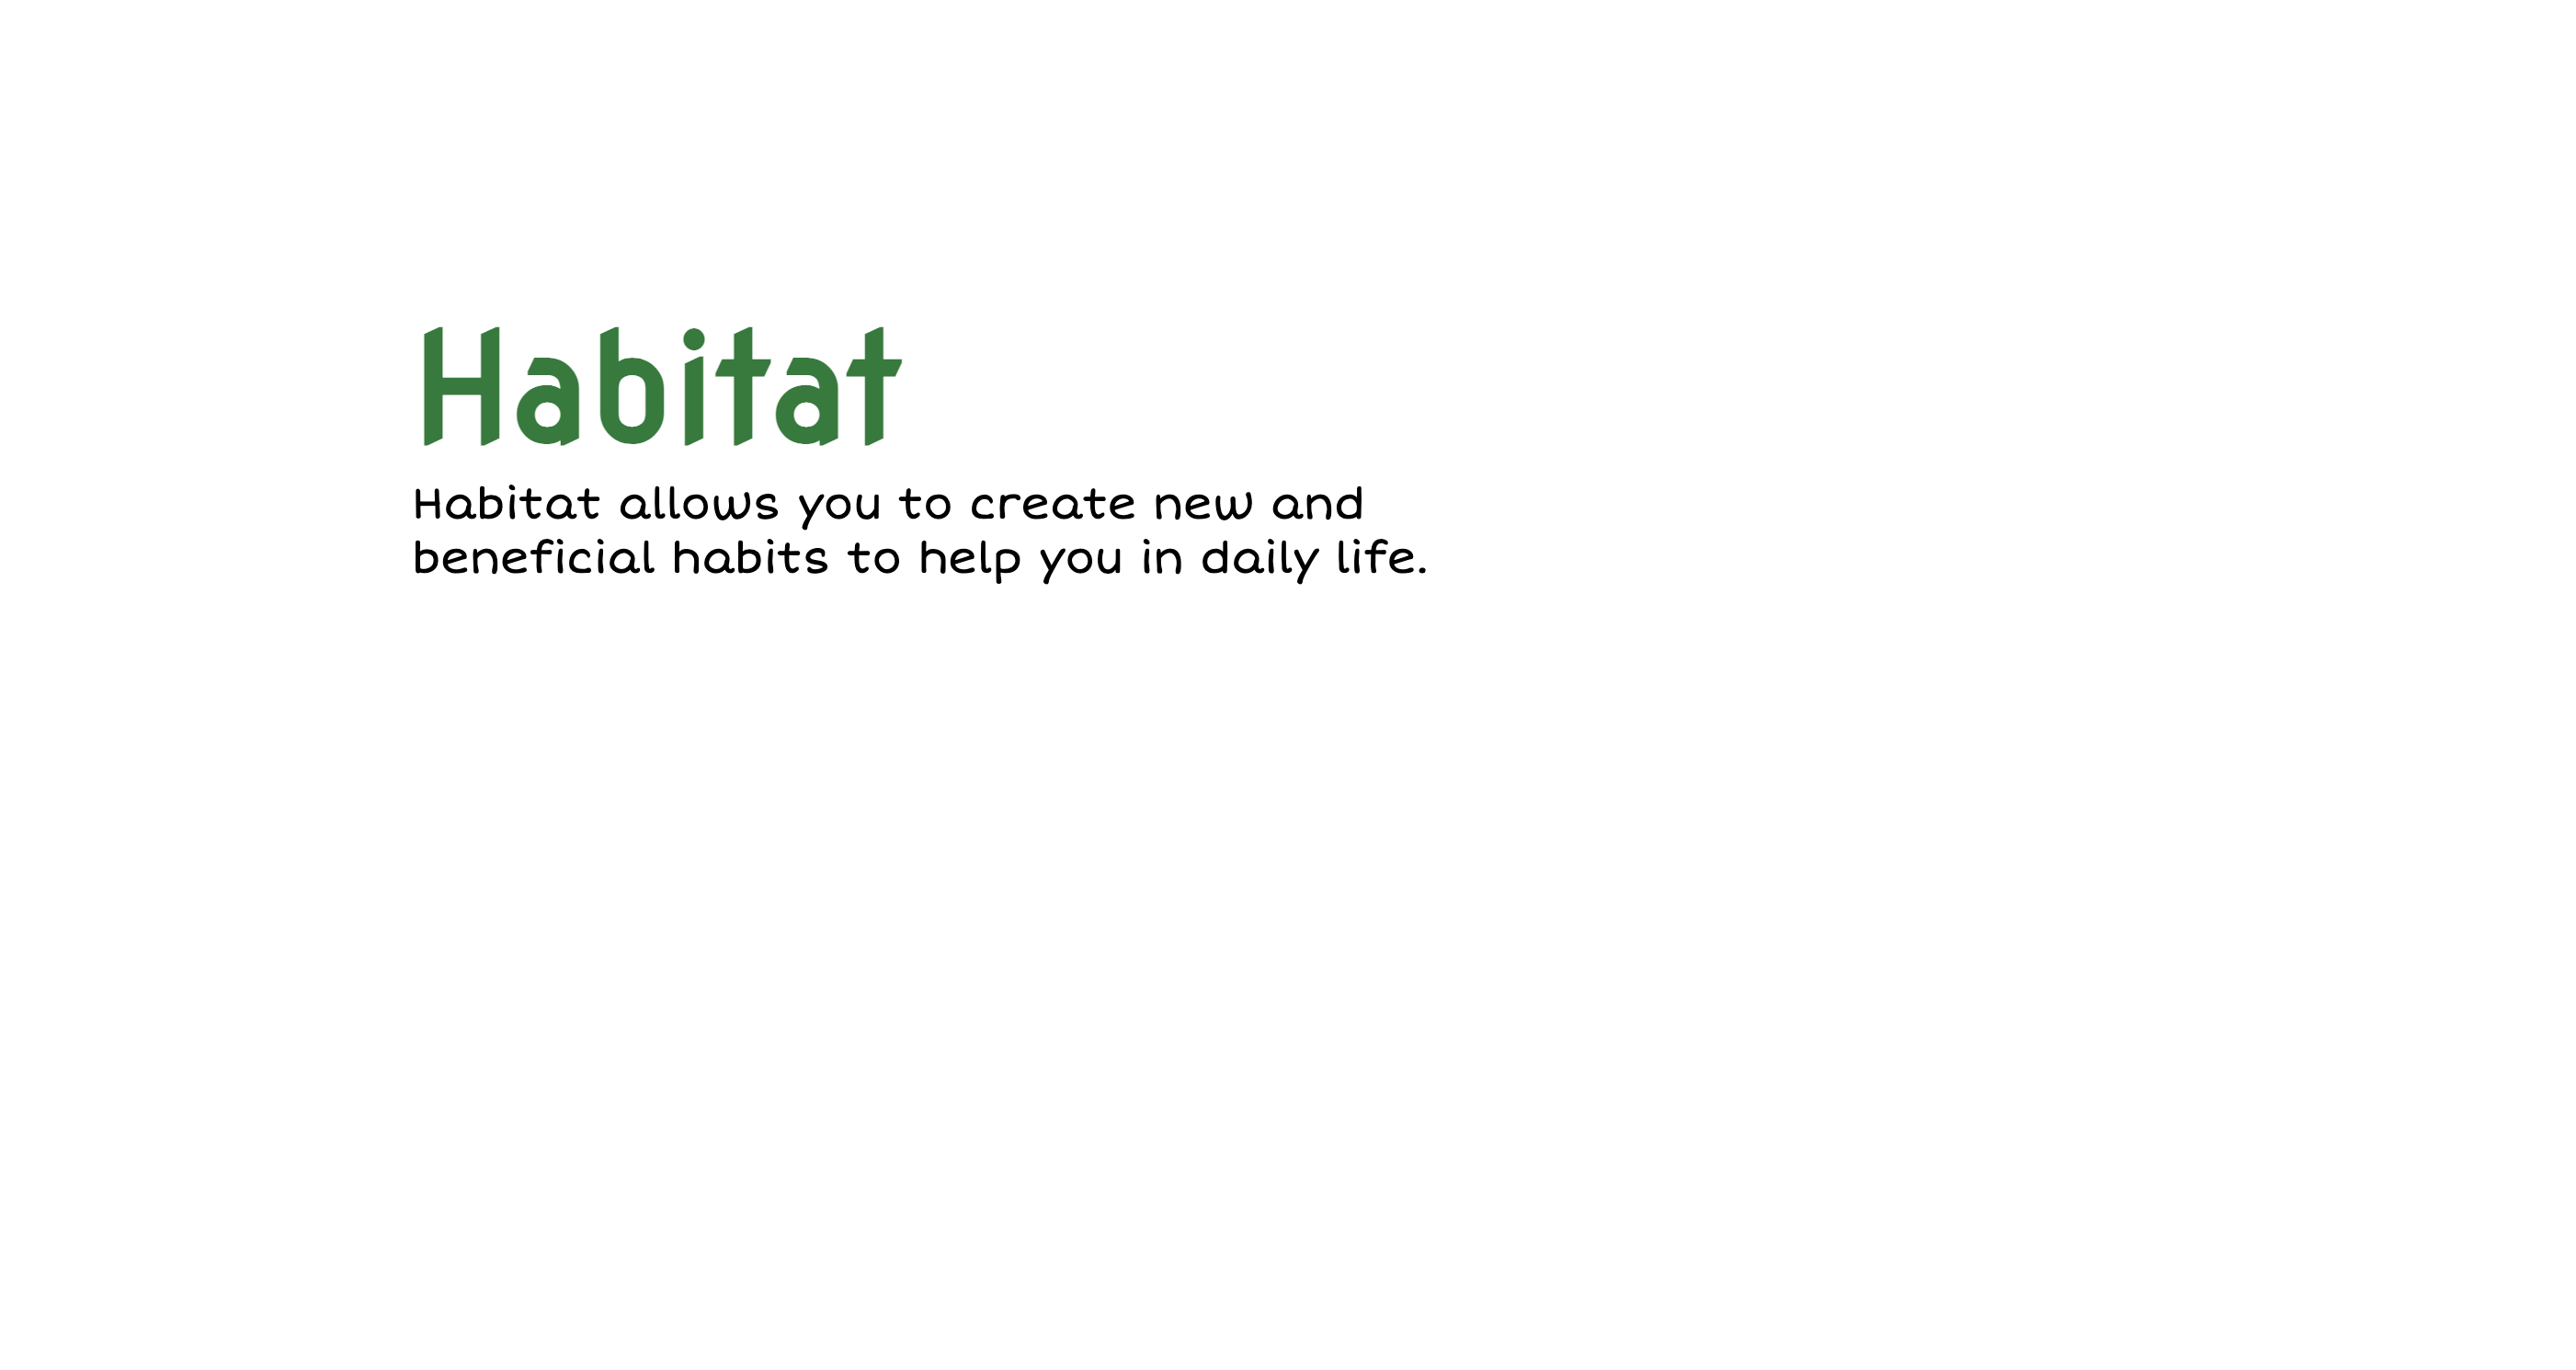 Habitat
Habitat allows you to create new and
beneficial habits to help you in daily life.